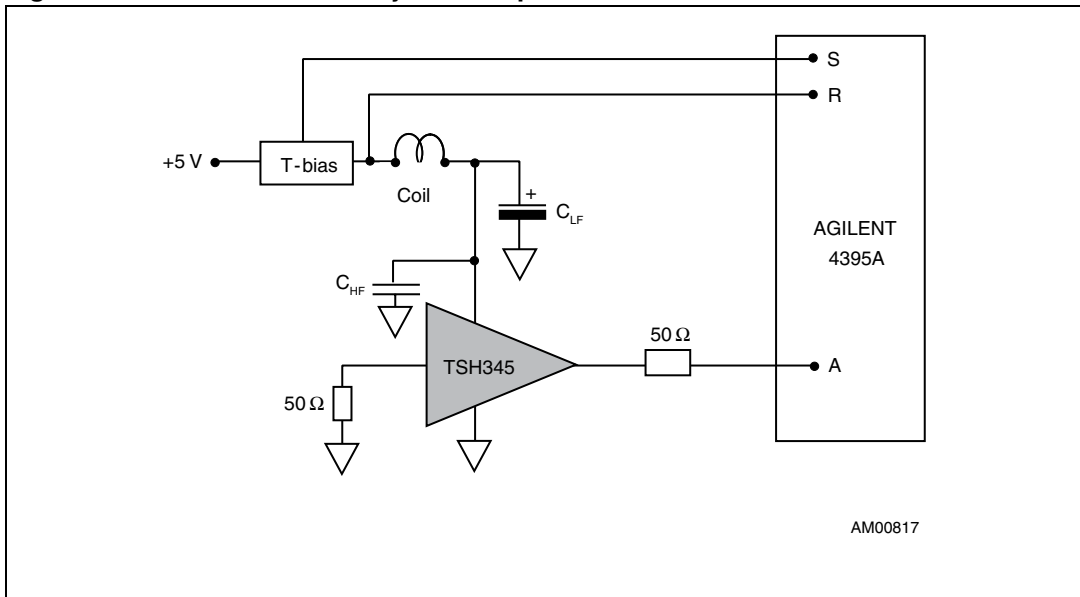 S
R
+5 V
T-bias
Coil
+
C_LF
AGILENT
4395A
C_HF
50 Ω
TSH345
A
50 Ω
AM00817